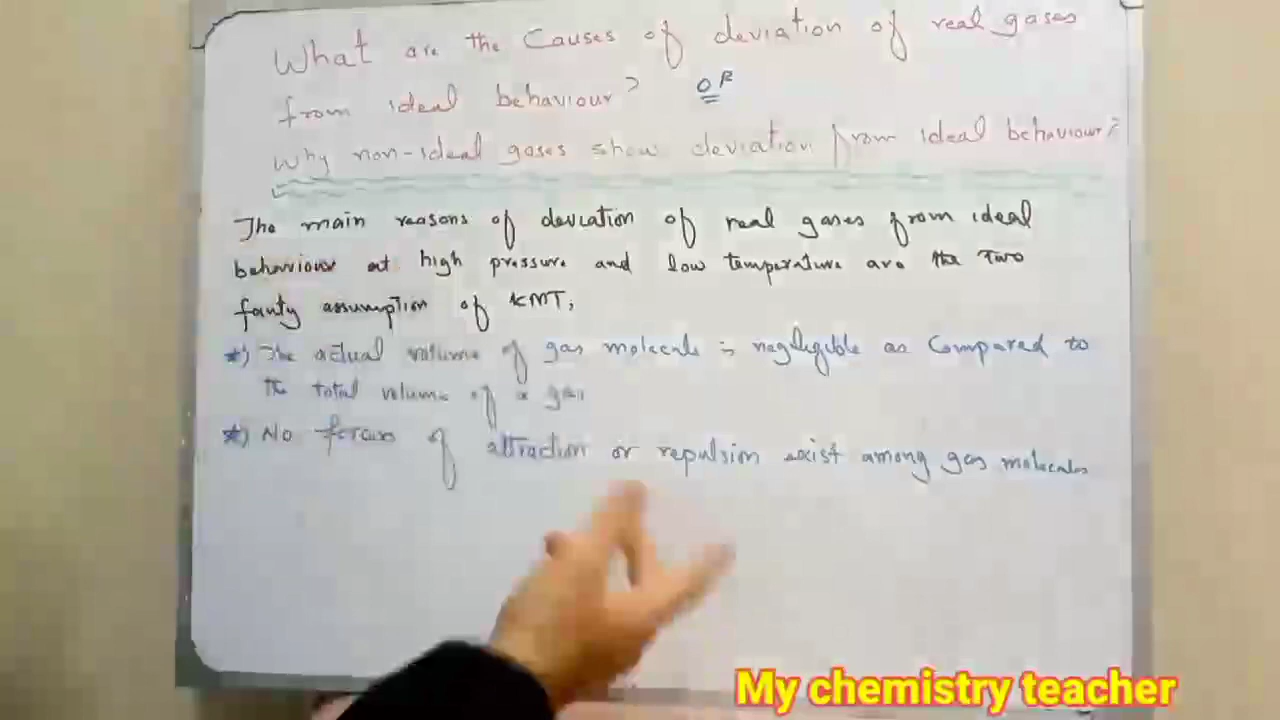 What are the Causes of deviation of real gases
from ideal behaviour? OR
Why non-ideal gases show deviation from ideal behaviour?
The main reasons of deviation of real gases from ideal
behaviour at high pressure and low temperature are the two
fauty assumption of KMT,
*) The actual volume of gas molecule is negligible as Compared to
the total volume of a gas
*) No forces of attraction or repulsion exist among gas molecules
My chemistry teacher